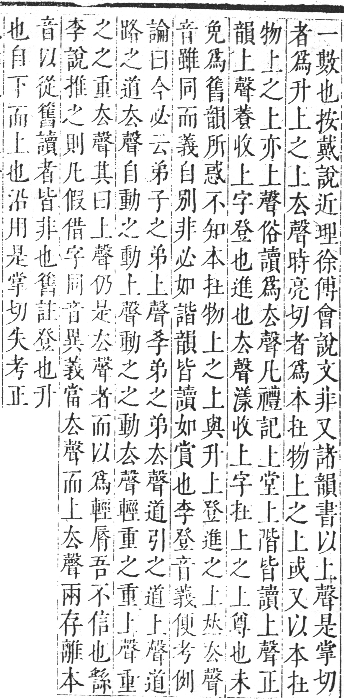 一數也按戴說近理徐傅會說文非又諸韻書以上聲是掌切
者爲升上之上去聲時亮切者爲本在物上之上或又以本在
物上之上亦上聲俗讀爲去聲凡禮記上堂上階皆讀上聲正
韻上聲養收上字登也進也去聲漾收上字在上之上尊也未
免爲舊韻所惑不知本在物上之上與升上登進之上𠀤去聲
音雖同而義自別非必如諧韻皆讀如賞也李登音義便考例
論曰今必云弟子之弟上聲孝弟之弟去聲道引之道上聲道
路之道去聲自動之動上聲動之之動去聲輕重之重上聲重
之之重去聲其曰上聲仍是去聲者而以爲輕脣吾不信也繇
李說推之則凡假借字同音異義當去聲而上去聲兩存離本
音以從舊讀者皆非也舊註登也升
也自下而上也沿用是掌切失考正